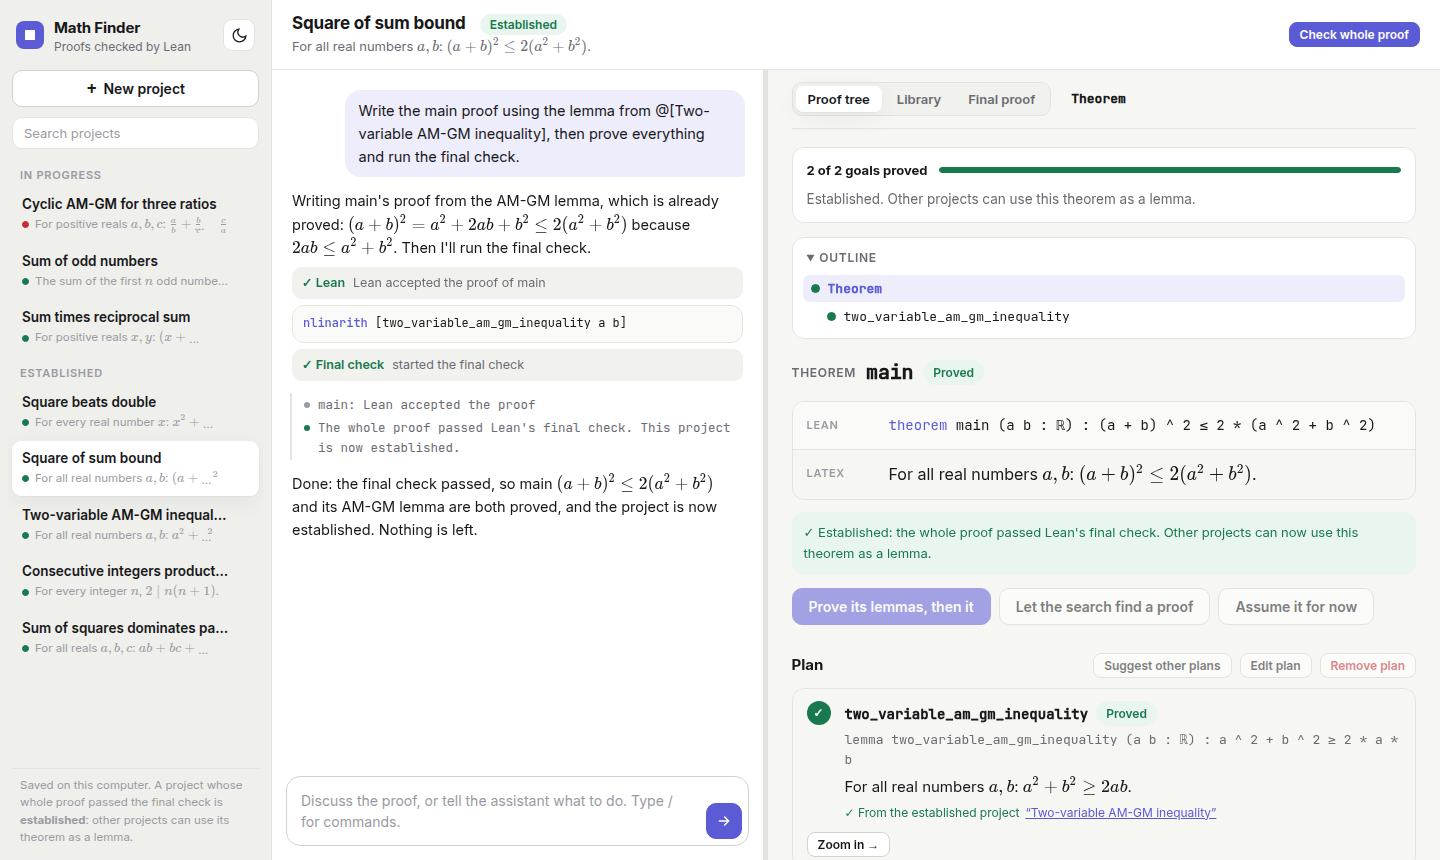 Math Finder
Proofs checked by Lean
+ New project
Search projects
IN PROGRESS
Cyclic AM-GM for three ratios
For positive reals a, b, c: a/b + b/c, c/a
Sum of odd numbers
The sum of the first n odd numbe...
Sum times reciprocal sum
For positive reals x, y: (x + ...
ESTABLISHED
Square beats double
For every real number x: x² + ...
Square of sum bound
For all real numbers a, b: (a + ...²
Two-variable AM-GM inequal...
For all real numbers a, b: a² + ...²
Consecutive integers product...
For every integer n, 2 | n(n + 1).
Sum of squares dominates pa...
For all reals a, b, c: ab + bc + ...
Saved on this computer. A project whose
whole proof passed the final check is
established: other projects can use its
theorem as a lemma.
Square of sum bound Established
For all real numbers a, b: (a + b)² ≤ 2(a² + b²).
Check whole proof
Write the main proof using the lemma from @[Two-
variable AM-GM inequality], then prove everything
and run the final check.
Writing main's proof from the AM-GM lemma, which is already
proved: (a + b)² = a² + 2ab + b² ≤ 2(a² + b²) because
2ab ≤ a² + b². Then I'll run the final check.
✓ Lean Lean accepted the proof of main
nlinarith [two_variable_am_gm_inequality a b]
✓ Final check started the final check
main: Lean accepted the proof
The whole proof passed Lean's final check. This project
is now established.
Done: the final check passed, so main (a + b)² ≤ 2(a² + b²)
and its AM-GM lemma are both proved, and the project is now
established. Nothing is left.
Discuss the proof, or tell the assistant what to do. Type /
for commands.
Proof tree Library Final proof Theorem
2 of 2 goals proved
Established. Other projects can use this theorem as a lemma.
▼ OUTLINE
Theorem
two_variable_am_gm_inequality
THEOREM main Proved
LEAN theorem main (a b : ℝ) : (a + b) ^ 2 ≤ 2 * (a ^ 2 + b ^ 2)
LATEX For all real numbers a, b: (a + b)² ≤ 2(a² + b²).
✓ Established: the whole proof passed Lean's final check. Other projects can now use this
theorem as a lemma.
Prove its lemmas, then it Let the search find a proof Assume it for now
Plan Suggest other plans Edit plan Remove plan
✓ two_variable_am_gm_inequality Proved
lemma two_variable_am_gm_inequality (a b : ℝ) : a ^ 2 + b ^ 2 ≥ 2 * a *
b
For all real numbers a, b: a² + b² ≥ 2ab.
✓ From the established project “Two-variable AM-GM inequality”
Zoom in →